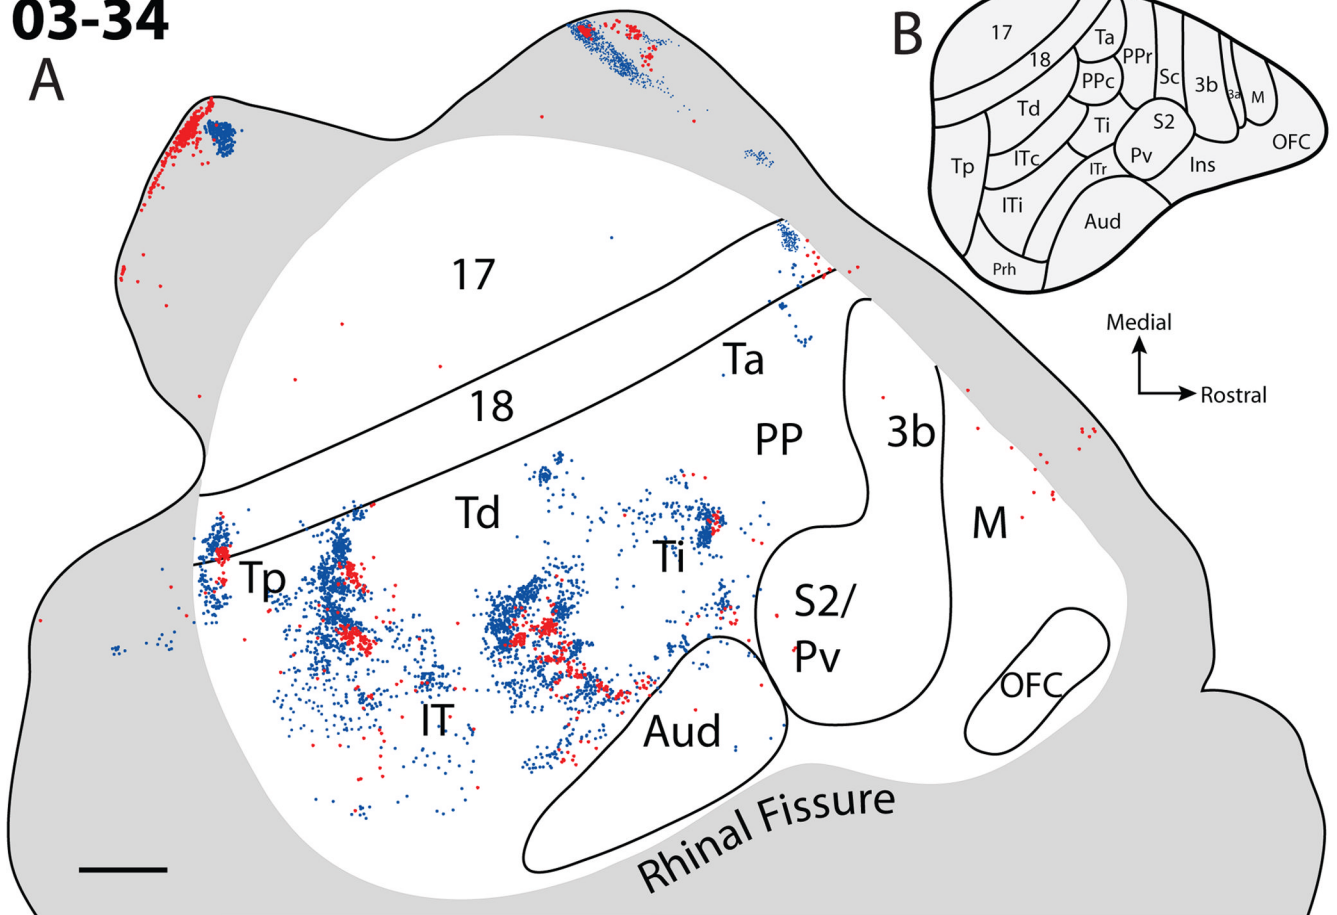 03-34
A
B
17
18
Ta
PPr
Sc
3b
3a
M
PPc
Td
Ti
S2
OFC
Tp
ITc
ITr
Pv
Ins
ITi
Aud
Prh
Medial
Rostral
17
18
Ta
PP
3b
Td
M
Ti
Tp
S2/
Pv
OFC
IT
Aud
Rhinal Fissure